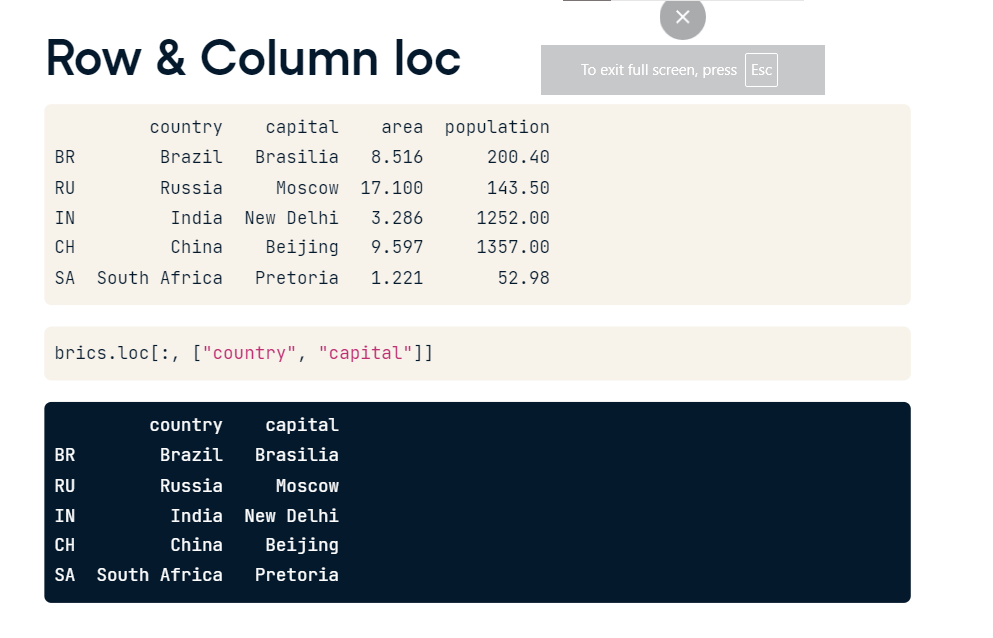 Row & Column loc
To exit full screen, press Esc
country capital area population
BR Brazil Brasilia 8.516 200.40
RU Russia Moscow 17.100 143.50
IN India New Delhi 3.286 1252.00
CH China Beijing 9.597 1357.00
SA South Africa Pretoria 1.221 52.98
brics.loc[:, ["country", "capital"]]
country capital
BR Brazil Brasilia
RU Russia Moscow
IN India New Delhi
CH China Beijing
SA South Africa Pretoria